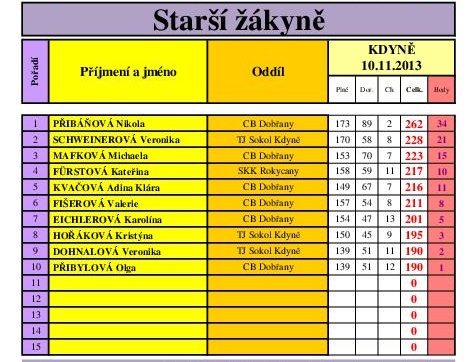 Starší žákyně
Pořadí Příjmení a jméno Oddíl KDYNĚ
10.11.2013
Plné Dor. Ch. Celk. Body
1 PŘIBÁŇOVÁ Nikola CB Dobřany 173 89 2 262 34
2 SCHWEINEROVÁ Veronika TJ Sokol Kdyně 170 58 8 228 21
3 MAFKOVÁ Michaela CB Dobřany 153 70 7 223 15
4 FÜRSTOVÁ Kateřina SKK Rokycany 158 59 11 217 10
5 KVAČOVÁ Adina Klára CB Dobřany 149 67 7 216 11
6 FIŠEROVÁ Valerie CB Dobřany 157 54 8 211 8
7 EICHLEROVÁ Karolína CB Dobřany 154 47 13 201 5
8 HOŘÁKOVÁ Kristýna TJ Sokol Kdyně 150 45 9 195 3
9 DOHNALOVÁ Veronika TJ Sokol Kdyně 139 51 11 190 2
10 PŘIBYLOVÁ Olga CB Dobřany 139 51 12 190 1
11 0
12 0
13 0
14 0
15 0